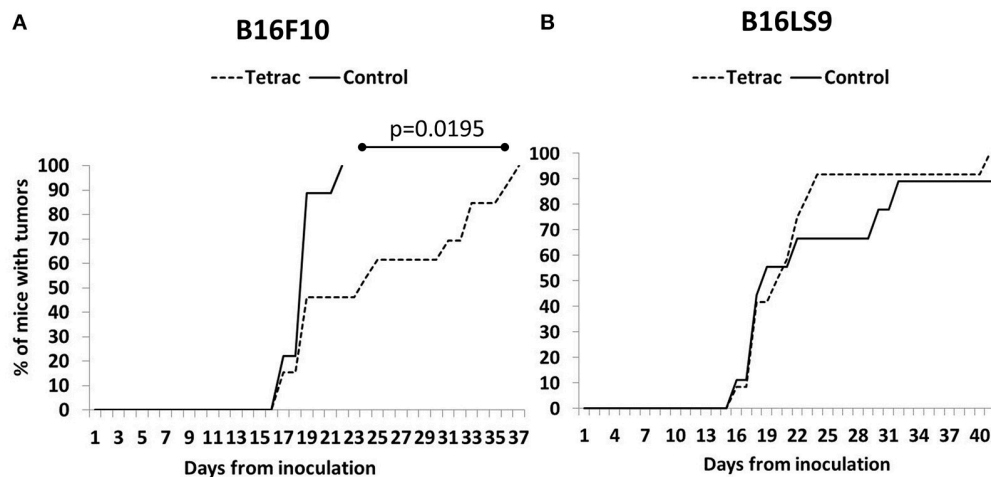 A
B16F10
Tetrac Control
p=0.0195
100
90
80
70
60
50
40
30
20
10
0
% of mice with tumors
1 3 5 7 9 11 13 15 17 19 21 23 25 27 29 31 33 35 37
Days from inoculation
B
B16LS9
Tetrac Control
100
90
80
70
60
50
40
30
20
10
0
1 4 7 10 13 16 19 22 25 28 31 34 37 40
Days from inoculation